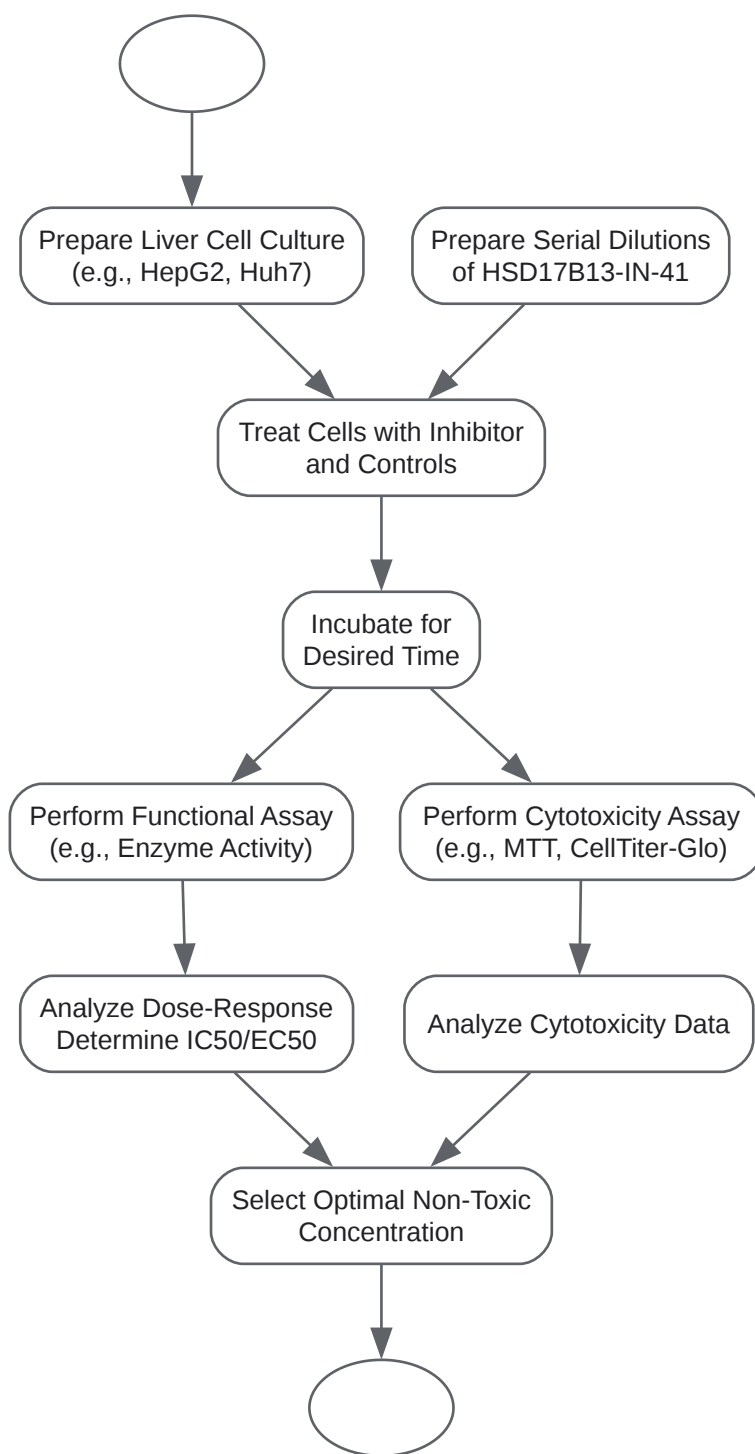 Prepare Liver Cell Culture
(e.g., HepG2, Huh7)
Prepare Serial Dilutions
of HSD17B13-IN-41
Treat Cells with Inhibitor
and Controls
Incubate for
Desired Time
Perform Functional Assay
(e.g., Enzyme Activity)
Perform Cytotoxicity Assay
(e.g., MTT, CellTiter-Glo)
Analyze Dose-Response
Determine IC50/EC50
Analyze Cytotoxicity Data
Select Optimal Non-Toxic
Concentration